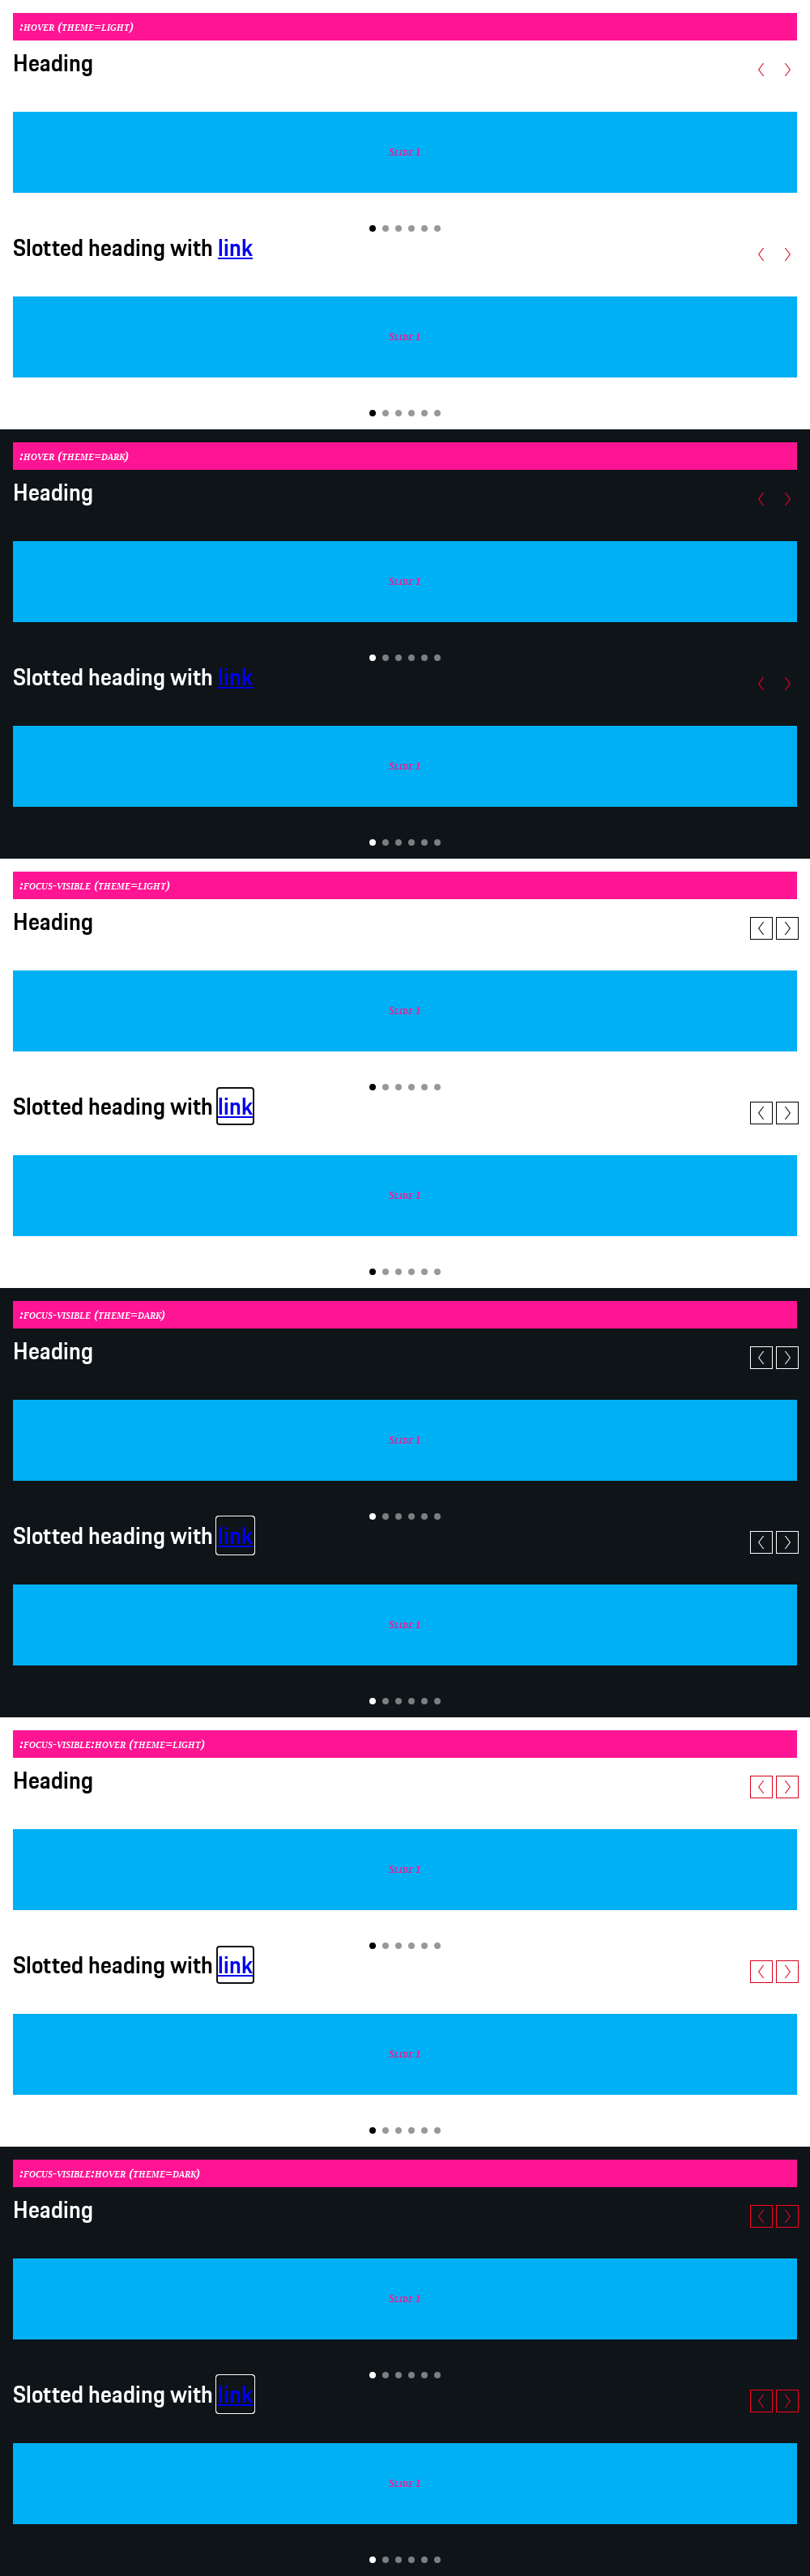 :hover (theme=light)
Heading
Slide 1
Slotted heading with link
Slide 1
:hover (theme=dark)
Heading
Slide 1
Slotted heading with link
Slide 1
:focus-visible (theme=light)
Heading
Slide 1
Slotted heading with link
Slide 1
:focus-visible (theme=dark)
Heading
Slide 1
Slotted heading with link
Slide 1
:focus-visible:hover (theme=light)
Heading
Slide 1
Slotted heading with link
Slide 1
:focus-visible:hover (theme=dark)
Heading
Slide 1
Slotted heading with link
Slide 1